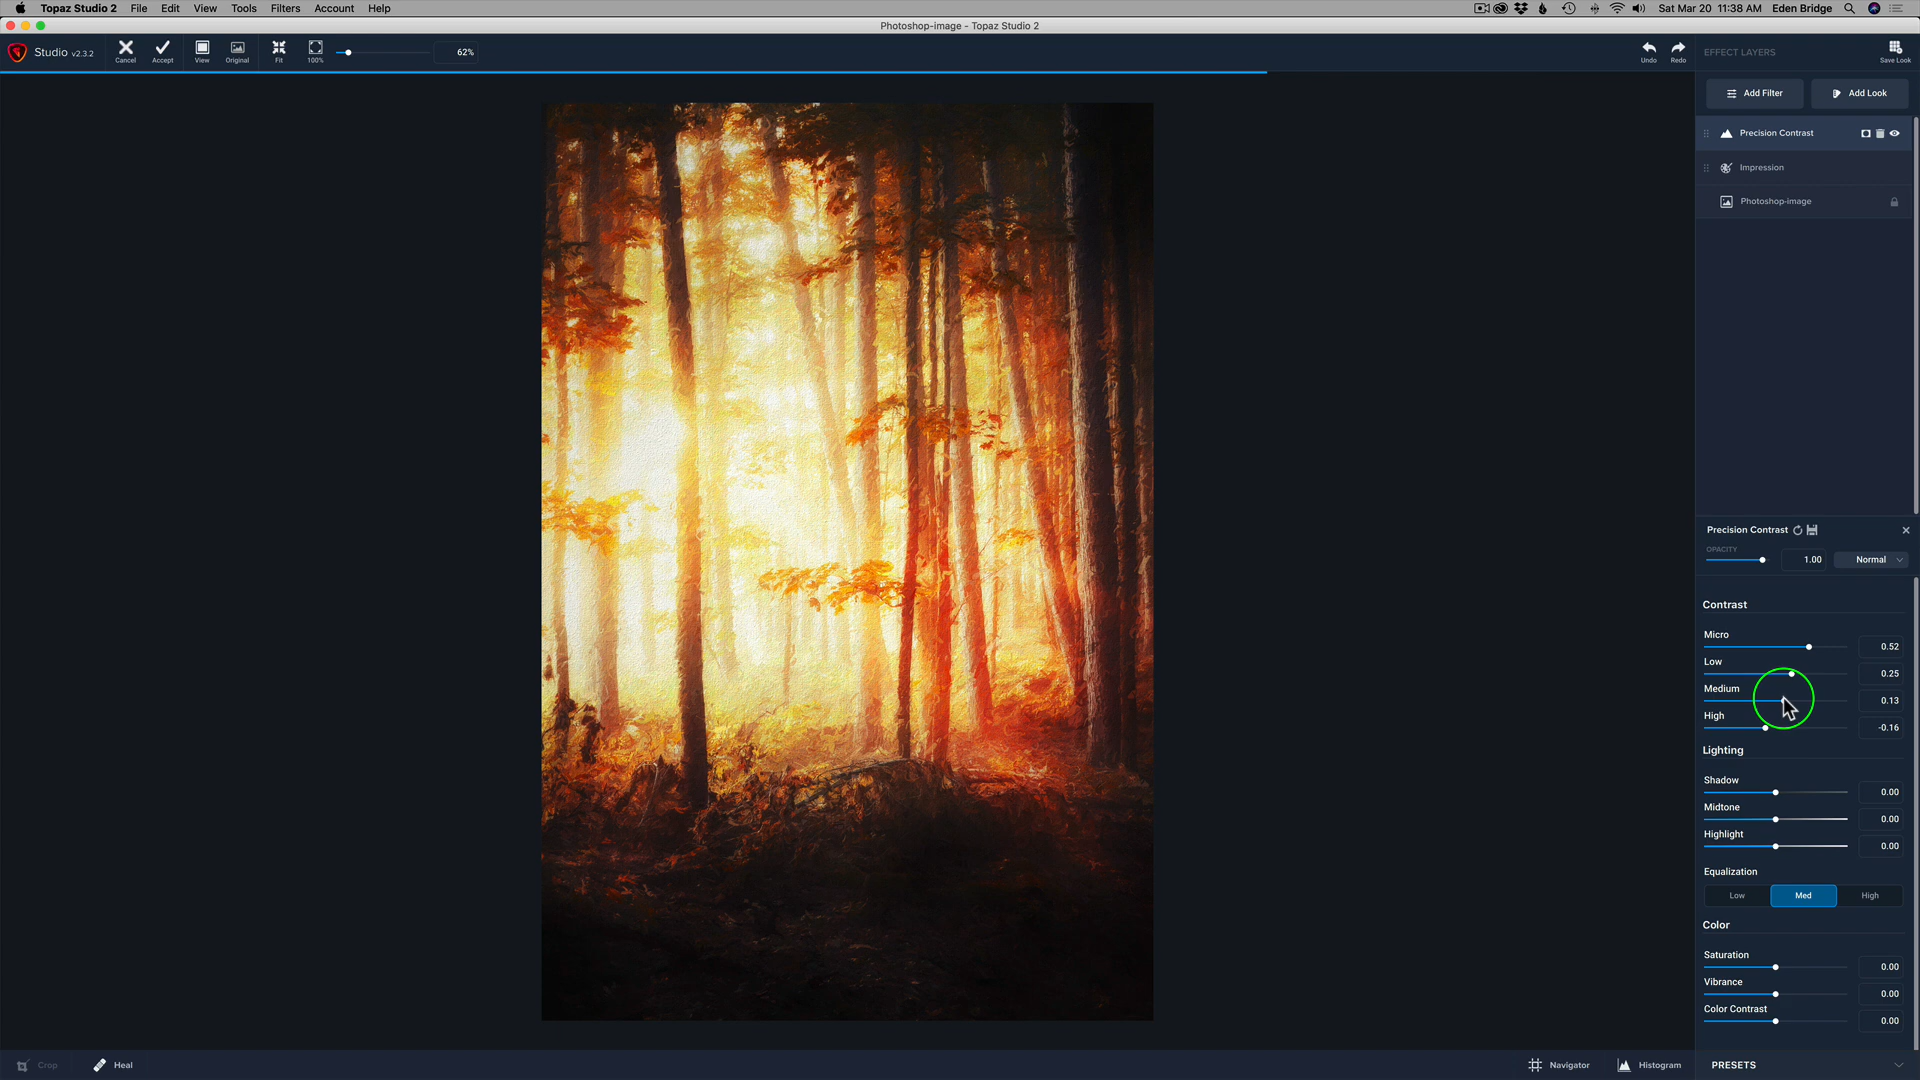 Topaz Studio 2 File Edit View Tools Filters Account Help Sat Mar 20 11:38 AM Eden Bridge
Photoshop-image - Topaz Studio 2
Studio v2.3.2
Cancel Accept View Original Fit 100% 62% Undo Redo
EFFECT LAYERS
Save Look
Add Filter Add Look
Precision Contrast
Impression
Photoshop-image
Precision Contrast
OPACITY
1.00 Normal
Contrast
Micro
0.52
Low
0.25
Medium
0.13
High
-0.16
Lighting
Shadow
0.00
Midtone
0.00
Highlight
0.00
Equalization
Low Med High
Color
Saturation
0.00
Vibrance
0.00
Color Contrast
0.00
Crop Heal Navigator Histogram PRESETS